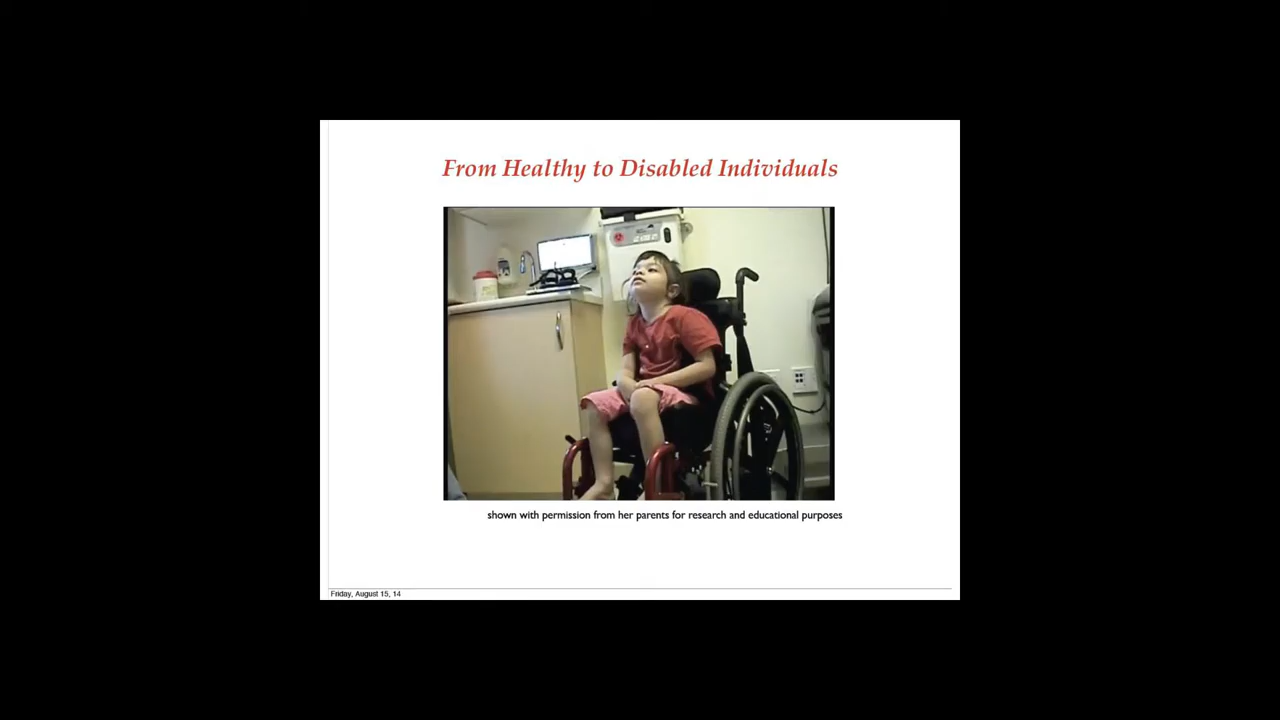 From Healthy to Disabled Individuals
shown with permission from her parents for research and educational purposes
Friday, August 15, 14